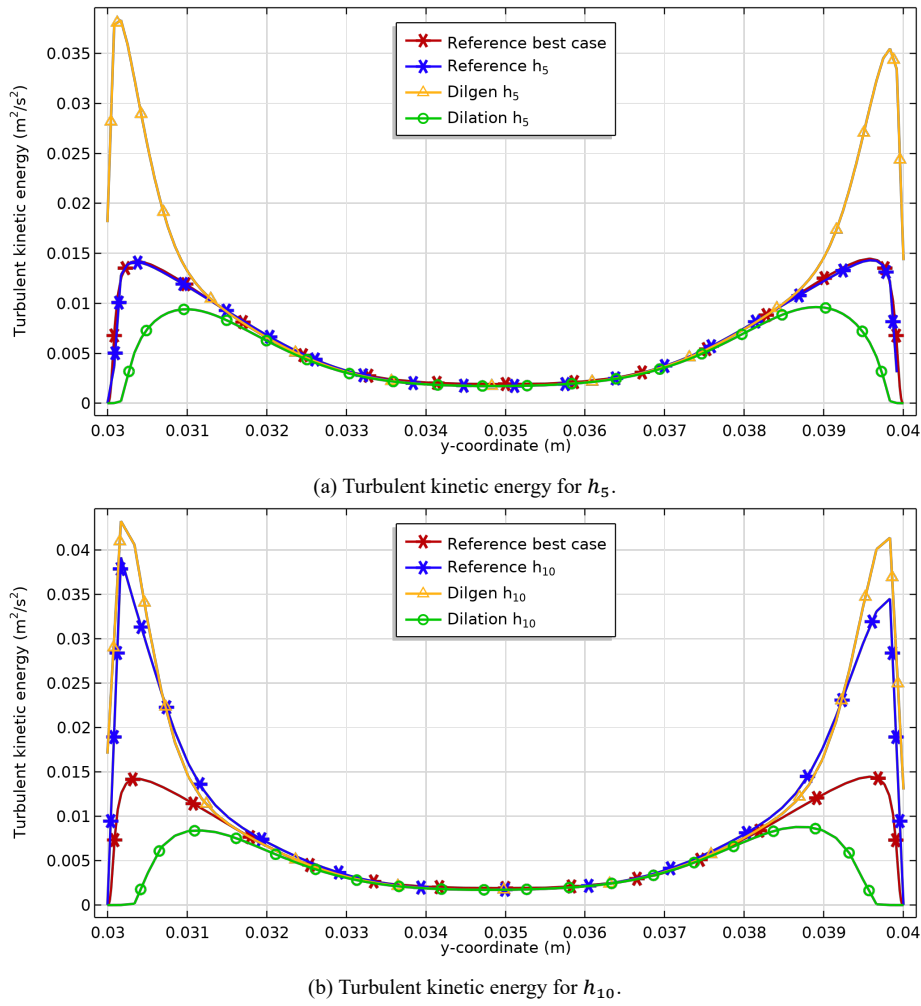 0.035
0.03
0.025
0.02
0.015
0.01
0.005
0
Turbulent kinetic energy (m²/s²)
Reference best case
Reference h₅
Dilgen h₅
Dilation h₅
0.03 0.031 0.032 0.033 0.034 0.035 0.036 0.037 0.038 0.039 0.04
y-coordinate (m)
(a) Turbulent kinetic energy for h₅.
0.04
0.035
0.03
0.025
0.02
0.015
0.01
0.005
0
Turbulent kinetic energy (m²/s²)
Reference best case
Reference h₁₀
Dilgen h₁₀
Dilation h₁₀
0.03 0.031 0.032 0.033 0.034 0.035 0.036 0.037 0.038 0.039 0.04
y-coordinate (m)
(b) Turbulent kinetic energy for h₁₀.